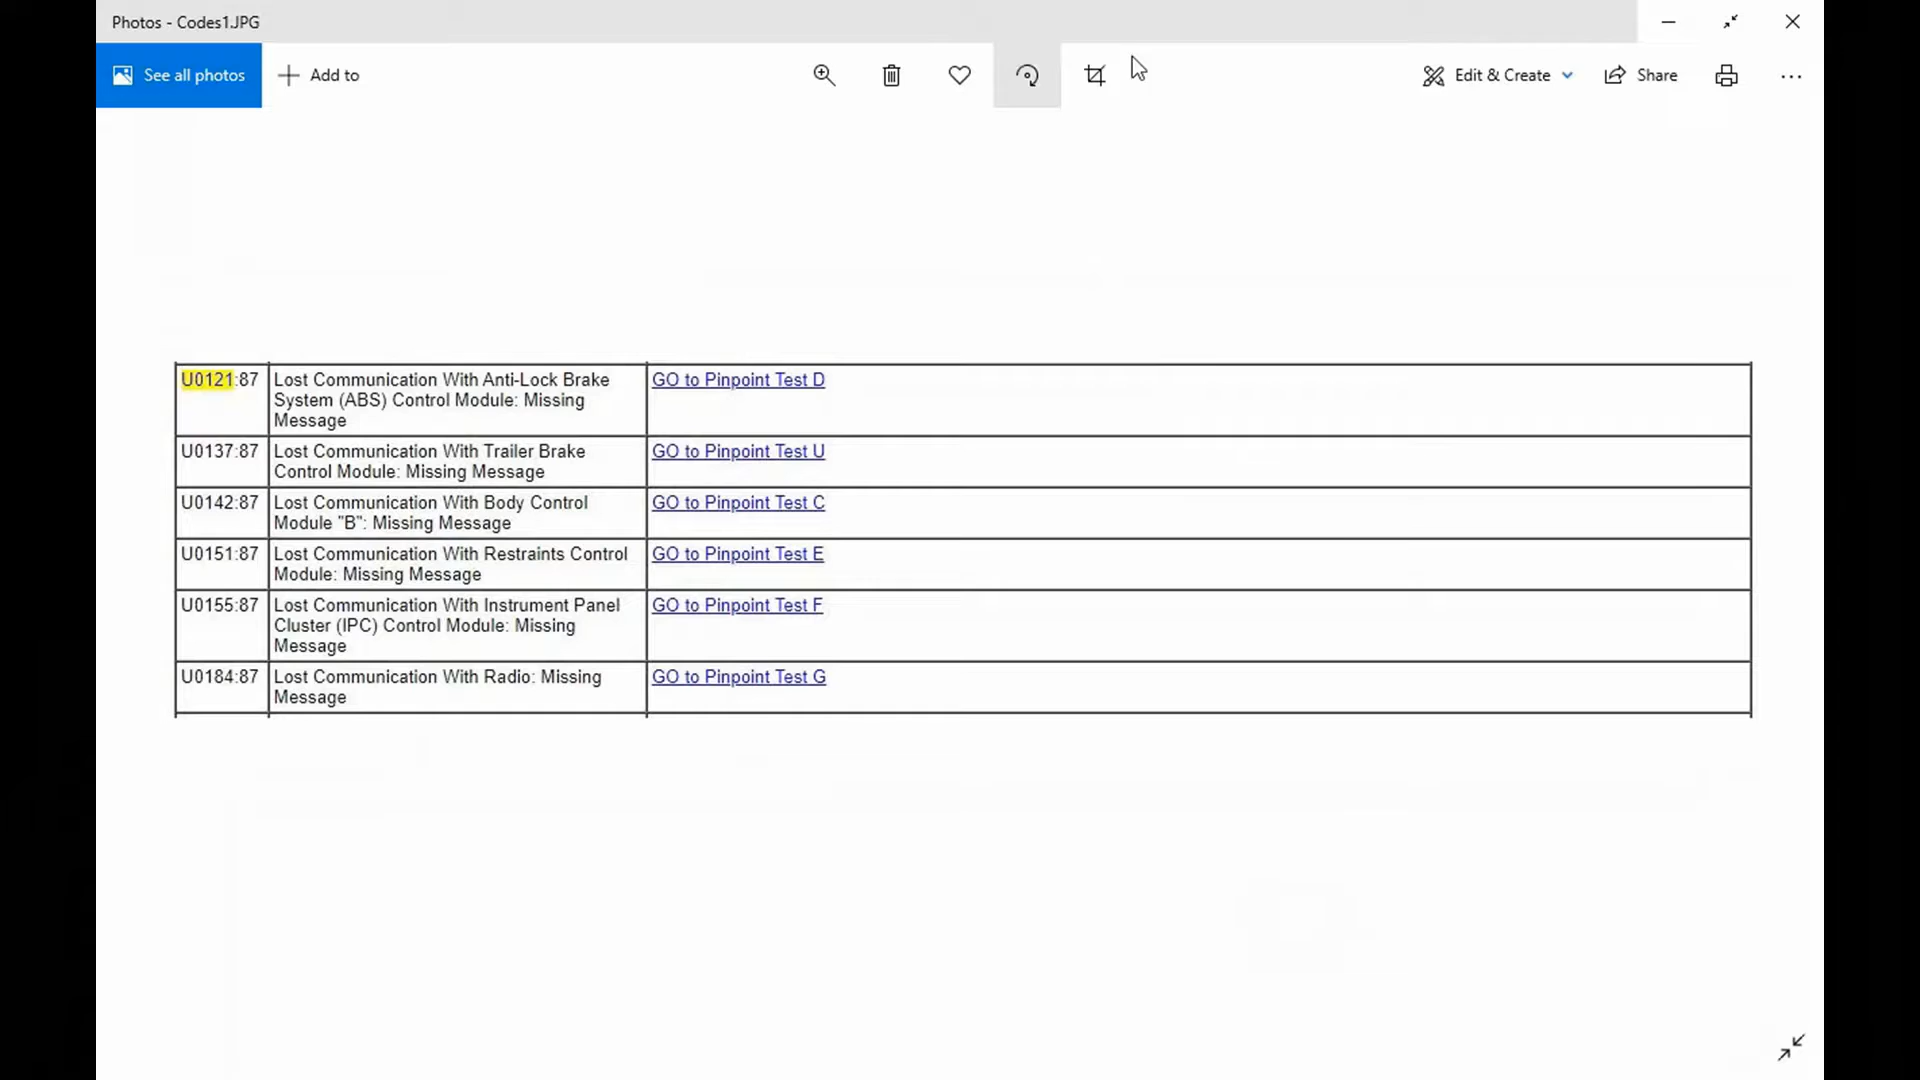 Photos - Codes1.JPG
See all photos
Add to
Edit & Create
Share
U0121:87 Lost Communication With Anti-Lock Brake GO to Pinpoint Test D
System (ABS) Control Module: Missing
Message
U0137:87 Lost Communication With Trailer Brake GO to Pinpoint Test U
Control Module: Missing Message
U0142:87 Lost Communication With Body Control GO to Pinpoint Test C
Module "B": Missing Message
U0151:87 Lost Communication With Restraints Control GO to Pinpoint Test E
Module: Missing Message
U0155:87 Lost Communication With Instrument Panel GO to Pinpoint Test F
Cluster (IPC) Control Module: Missing
Message
U0184:87 Lost Communication With Radio: Missing GO to Pinpoint Test G
Message